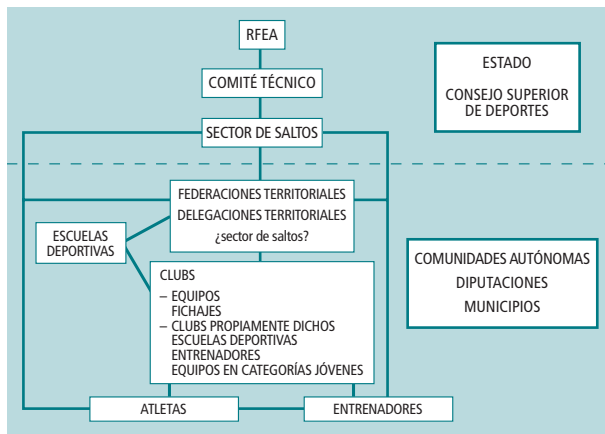 RFEA
COMITÉ TÉCNICO
SECTOR DE SALTOS
ESTADO
CONSEJO SUPERIOR
DE DEPORTES
FEDERACIONES TERRITORIALES
DELEGACIONES TERRITORIALES
¿sector de saltos?
ESCUELAS
DEPORTIVAS
CLUBS
– EQUIPOS
FICHAJES
– CLUBS PROPIAMENTE DICHOS
ESCUELAS DEPORTIVAS
ENTRENADORES
EQUIPOS EN CATEGORÍAS JÓVENES
COMUNIDADES AUTÓNOMAS
DIPUTACIONES
MUNICIPIOS
ATLETAS
ENTRENADORES